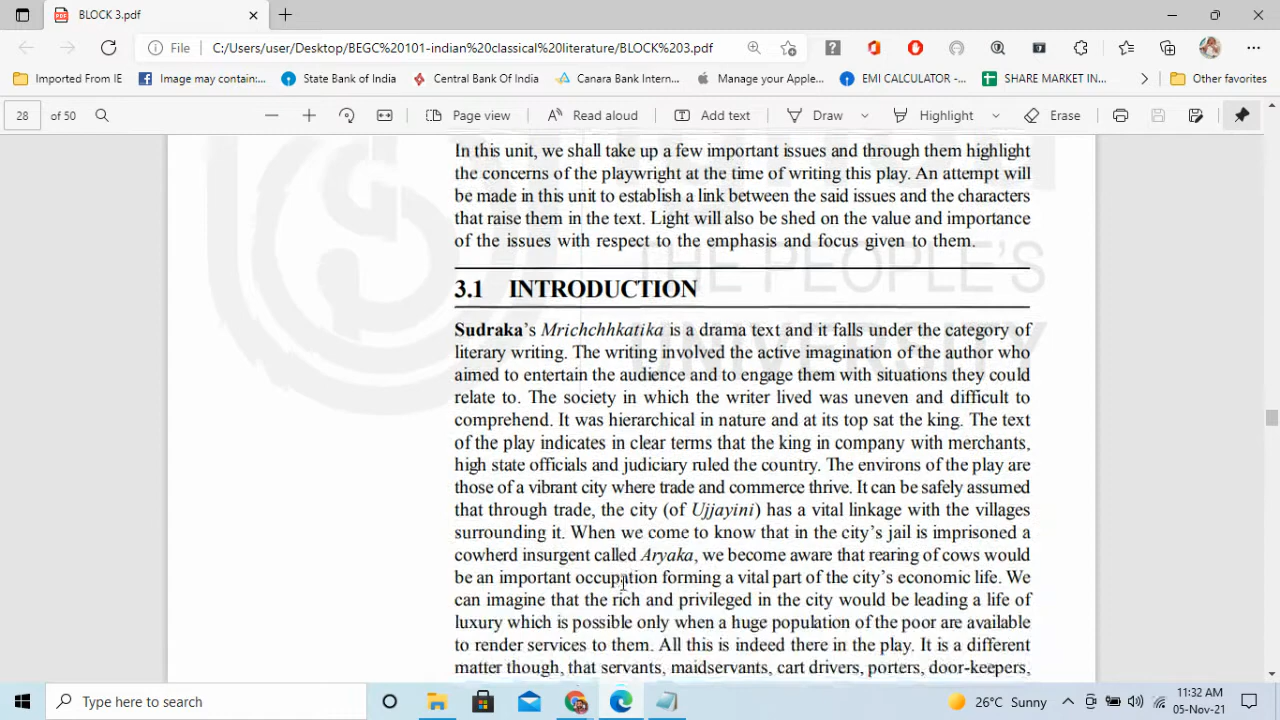 BLOCK 3.pdf
File C:/Users/user/Desktop/BEGC%20101-indian%20classical%20literature/BLOCK%203.pdf
Imported From IE Image may contain:... State Bank of India Central Bank Of India Canara Bank Intern... Manage your Apple... EMI CALCULATOR -... SHARE MARKET IN... Other favorites
28 of 50 Page view Read aloud Add text Draw Highlight Erase
In this unit, we shall take up a few important issues and through them highlight
the concerns of the playwright at the time of writing this play. An attempt will
be made in this unit to establish a link between the said issues and the characters
that raise them in the text. Light will also be shed on the value and importance
of the issues with respect to the emphasis and focus given to them.
THE PEOPLE'S
UNIVERSITY
3.1 INTRODUCTION
Sudraka's Mrichchhkatika is a drama text and it falls under the category of
literary writing. The writing involved the active imagination of the author who
aimed to entertain the audience and to engage them with situations they could
relate to. The society in which the writer lived was uneven and difficult to
comprehend. It was hierarchical in nature and at its top sat the king. The text
of the play indicates in clear terms that the king in company with merchants,
high state officials and judiciary ruled the country. The environs of the play are
those of a vibrant city where trade and commerce thrive. It can be safely assumed
that through trade, the city (of Ujjayini) has a vital linkage with the villages
surrounding it. When we come to know that in the city's jail is imprisoned a
cowherd insurgent called Aryaka, we become aware that rearing of cows would
be an important occupation forming a vital part of the city's economic life. We
can imagine that the rich and privileged in the city would be leading a life of
luxury which is possible only when a huge population of the poor are available
to render services to them. All this is indeed there in the play. It is a different
matter though, that servants, maidservants, cart drivers, porters, door-keepers,
Type here to search
26°C Sunny
11:32 AM
05-Nov-21